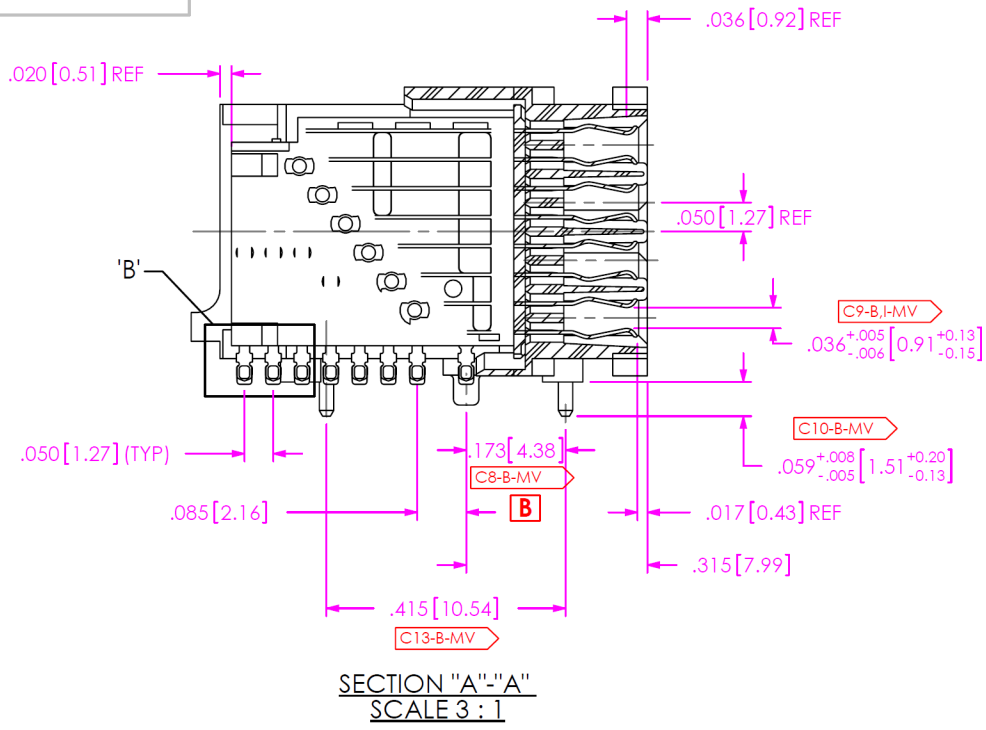 .036[0.92] REF
.020[0.51] REF
.050[1.27] REF
'B'
C9-B,I-MV
.036+.005-.006[0.91+0.13-0.15]
C10-B-MV
.059+.008-.005[1.51+0.20-0.13]
.050[1.27] (TYP)
.173[4.38]
C8-B-MV
B
.085[2.16]
.017[0.43] REF
.315[7.99]
.415[10.54]
C13-B-MV
SECTION "A"-"A"
SCALE 3 : 1